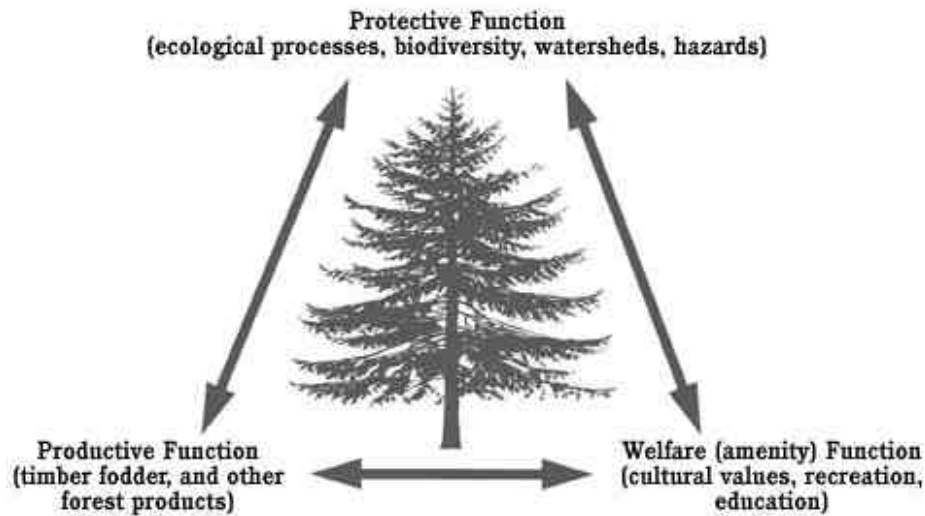 Protective Function
(ecological processes, biodiversity, watersheds, hazards)
Productive Function
(timber fodder, and other
forest products)
Welfare (amenity) Function
(cultural values, recreation,
education)